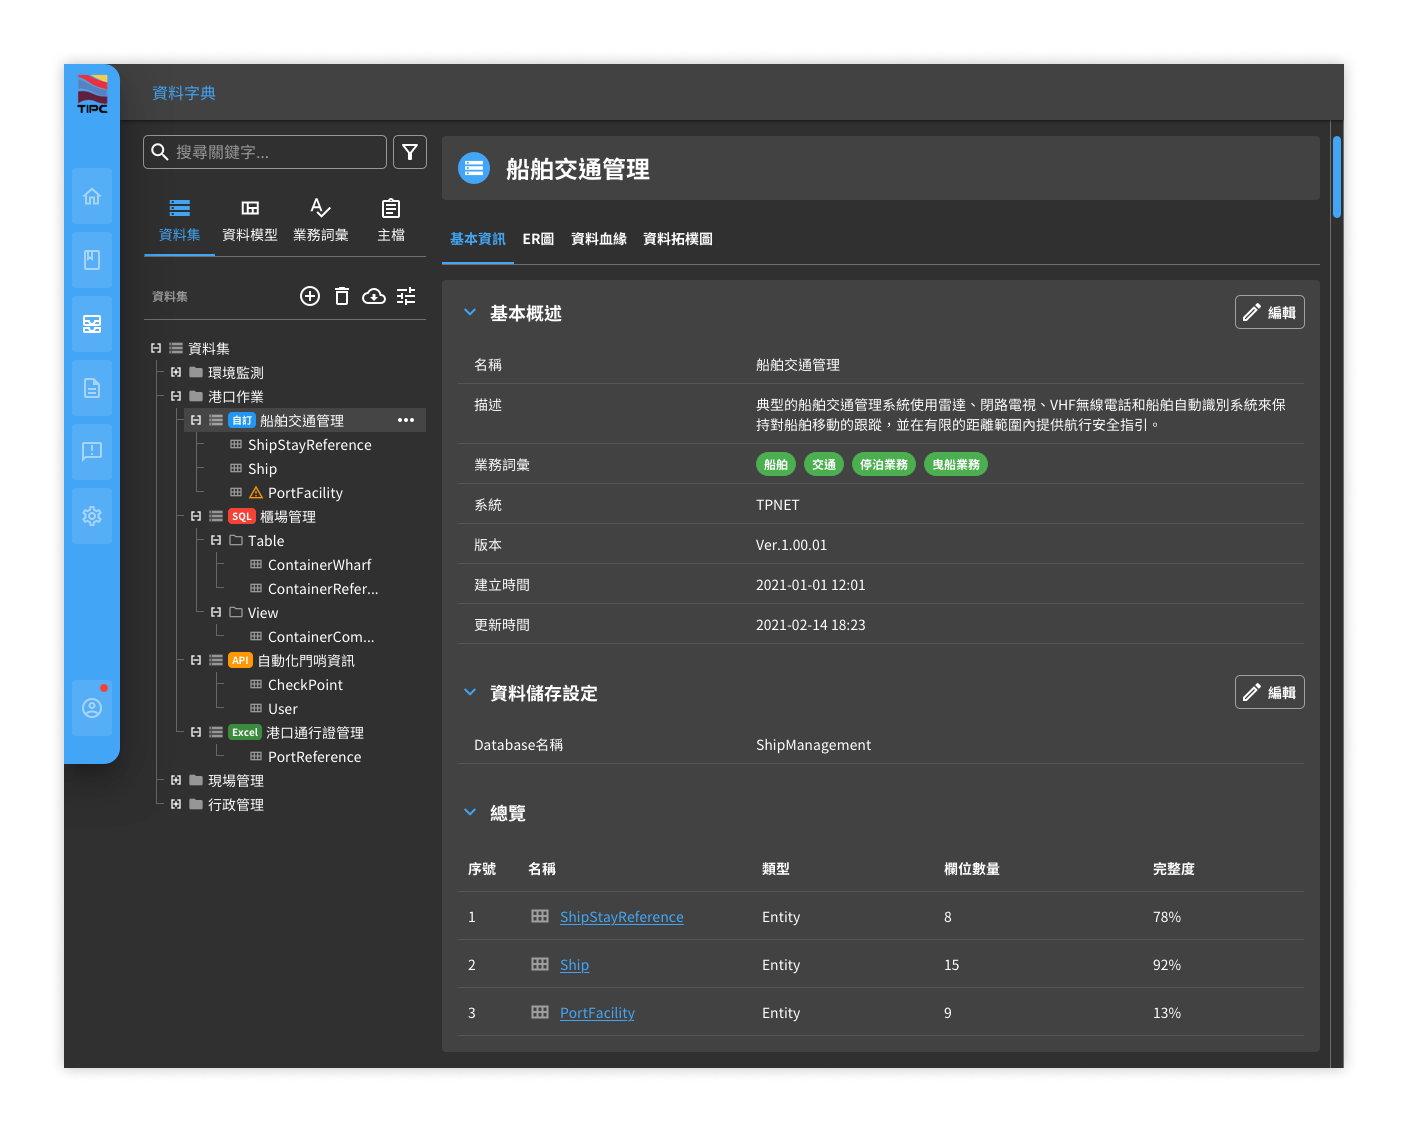 TIPC
資料字典
搜尋關鍵字...
資料集
資料模型
業務詞彙
主檔
資料集
資料集
環境監測
港口作業
自訂 船舶交通管理
ShipStayReference
Ship
PortFacility
SQL 櫃場管理
Table
ContainerWharf
ContainerRefer...
View
ContainerCom...
API 自動化門哨資訊
CheckPoint
User
Excel 港口通行證管理
PortReference
現場管理
行政管理
船舶交通管理
基本資訊 ER圖 資料血緣 資料拓樸圖
基本概述
編輯
名稱 船舶交通管理
描述 典型的船舶交通管理系統使用雷達、閉路電視、VHF無線電話和船舶自動識別系統來保
持對船舶移動的跟蹤，並在有限的距離範圍內提供航行安全指引。
業務詞彙 船舶 交通 停泊業務 曳船業務
系統 TPNET
版本 Ver.1.00.01
建立時間 2021-01-01 12:01
更新時間 2021-02-14 18:23
資料儲存設定
編輯
Database名稱 ShipManagement
總覽
序號 名稱 類型 欄位數量 完整度
1 ShipStayReference Entity 8 78%
2 Ship Entity 15 92%
3 PortFacility Entity 9 13%